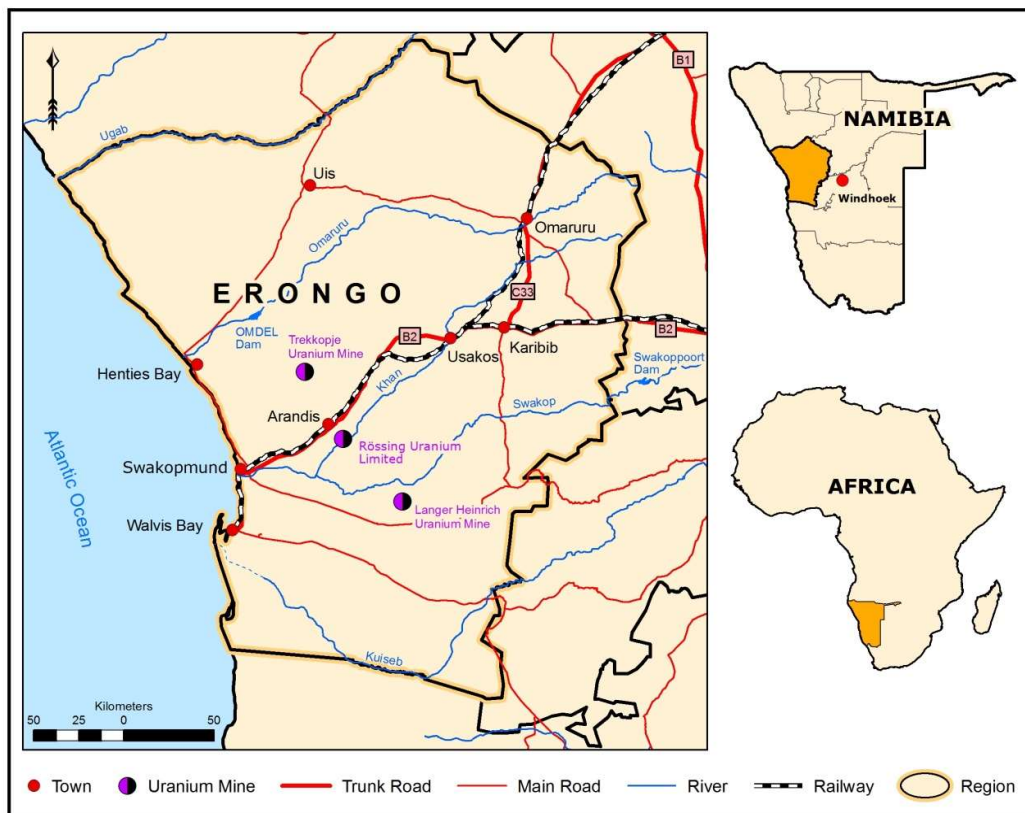 B1
Ugab
Uis
Omaruru
Omaruru
ERONGO
C33
OMDEL
Dam
Trekkopje
Uranium Mine
B2
B2
Usakos
Karibib
Henties Bay
Khan
Swakoppoort
Dam
Swakop
Arandis
Rössing Uranium
Limited
Swakopmund
Langer Heinrich
Uranium Mine
Atlantic Ocean
Walvis Bay
Kuiseb
Kilometers
50 25 0 50
NAMIBIA
Windhoek
AFRICA
Town
Uranium Mine
Trunk Road
Main Road
River
Railway
Region